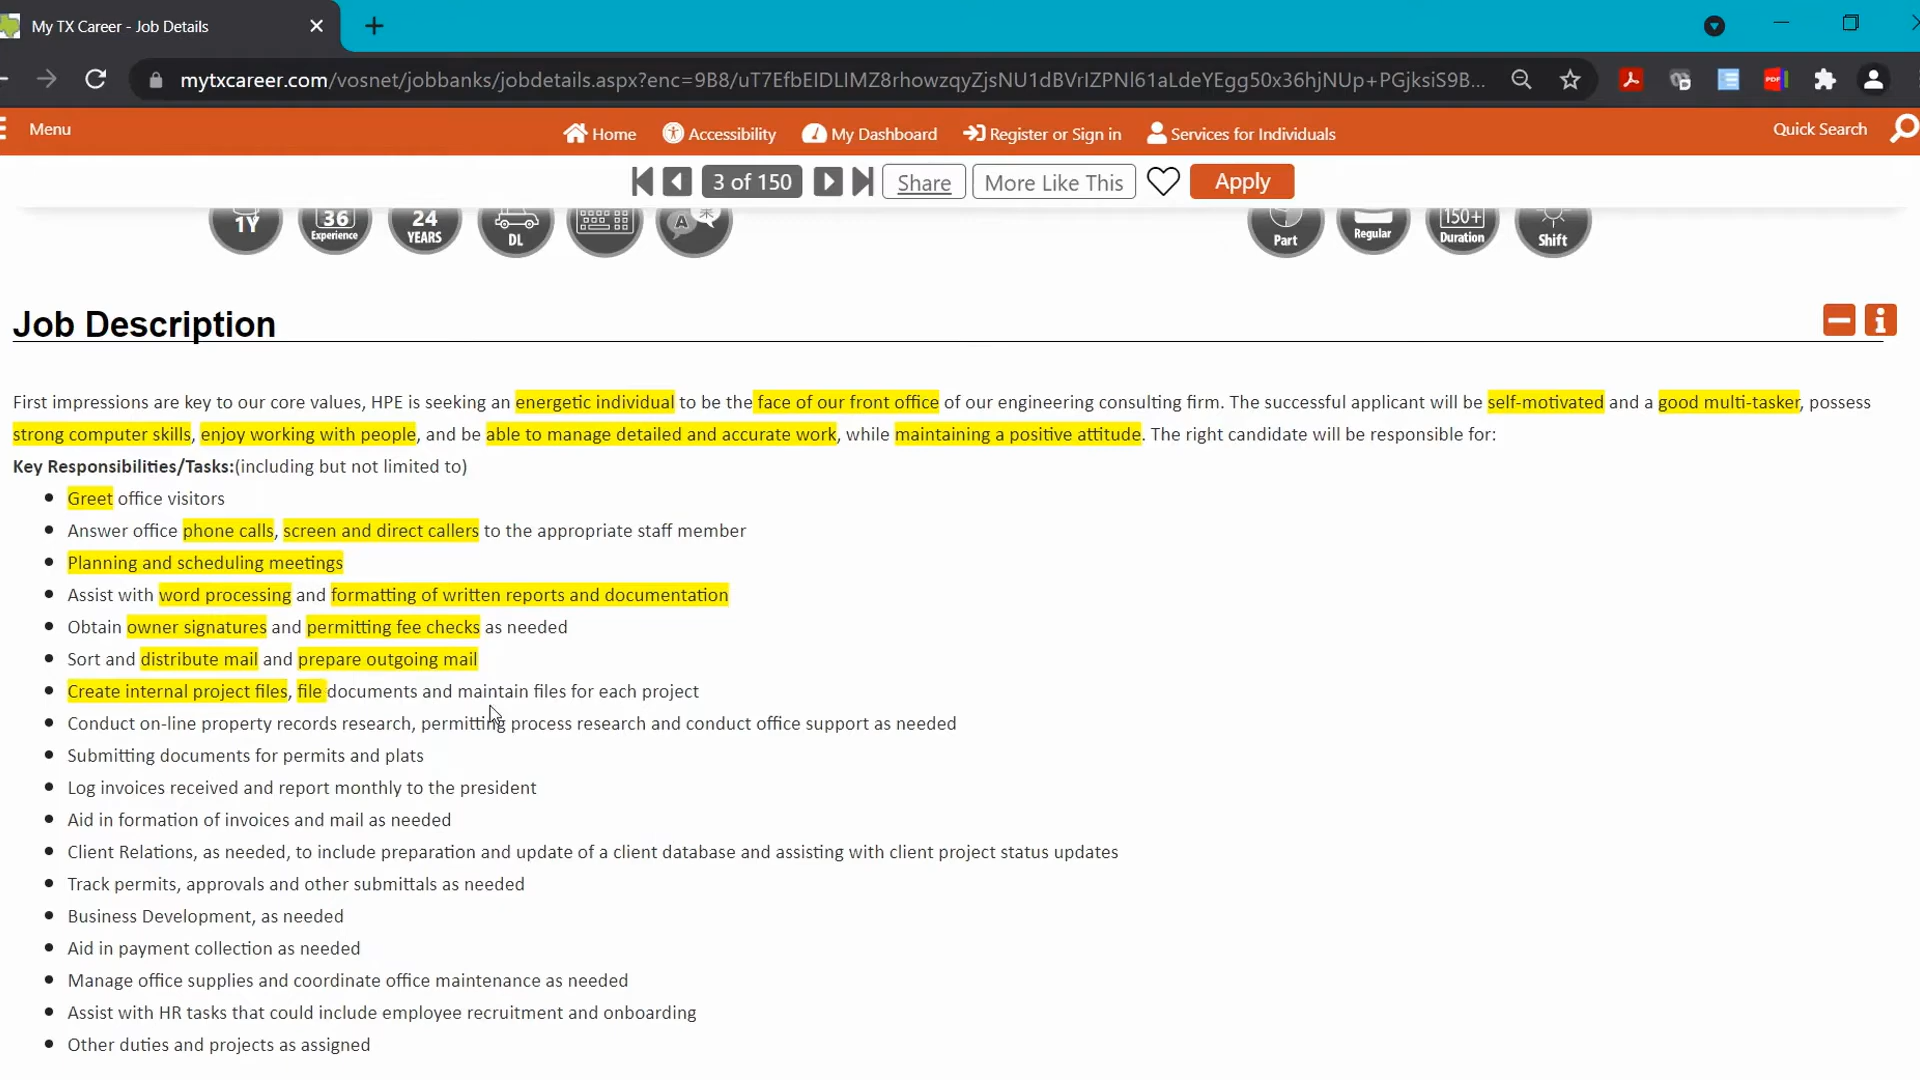 My TX Career - Job Details
mytxcareer.com/vosnet/jobbanks/jobdetails.aspx?enc=9B8/uT7EfbEIDLIMZ8rhowzqyZjsNU1dBVrIZPNl61aLdeYEgg50x36hjNUp+PGjksiS9B...
PDF
Menu
Home
Accessibility
My Dashboard
Register or Sign in
Services for Individuals
Quick Search
3 of 150
Share
More Like This
Apply
1Y
36 Experience
24 YEARS
DL
A
Part
Regular
150+ Duration
Shift
Job Description
First impressions are key to our core values, HPE is seeking an energetic individual to be the face of our front office of our engineering consulting firm. The successful applicant will be self-motivated and a good multi-tasker, possess
strong computer skills, enjoy working with people, and be able to manage detailed and accurate work, while maintaining a positive attitude. The right candidate will be responsible for:
Key Responsibilities/Tasks:(including but not limited to)
• Greet office visitors
• Answer office phone calls, screen and direct callers to the appropriate staff member
• Planning and scheduling meetings
• Assist with word processing and formatting of written reports and documentation
• Obtain owner signatures and permitting fee checks as needed
• Sort and distribute mail and prepare outgoing mail
• Create internal project files, file documents and maintain files for each project
• Conduct on-line property records research, permitting process research and conduct office support as needed
• Submitting documents for permits and plats
• Log invoices received and report monthly to the president
• Aid in formation of invoices and mail as needed
• Client Relations, as needed, to include preparation and update of a client database and assisting with client project status updates
• Track permits, approvals and other submittals as needed
• Business Development, as needed
• Aid in payment collection as needed
• Manage office supplies and coordinate office maintenance as needed
• Assist with HR tasks that could include employee recruitment and onboarding
• Other duties and projects as assigned